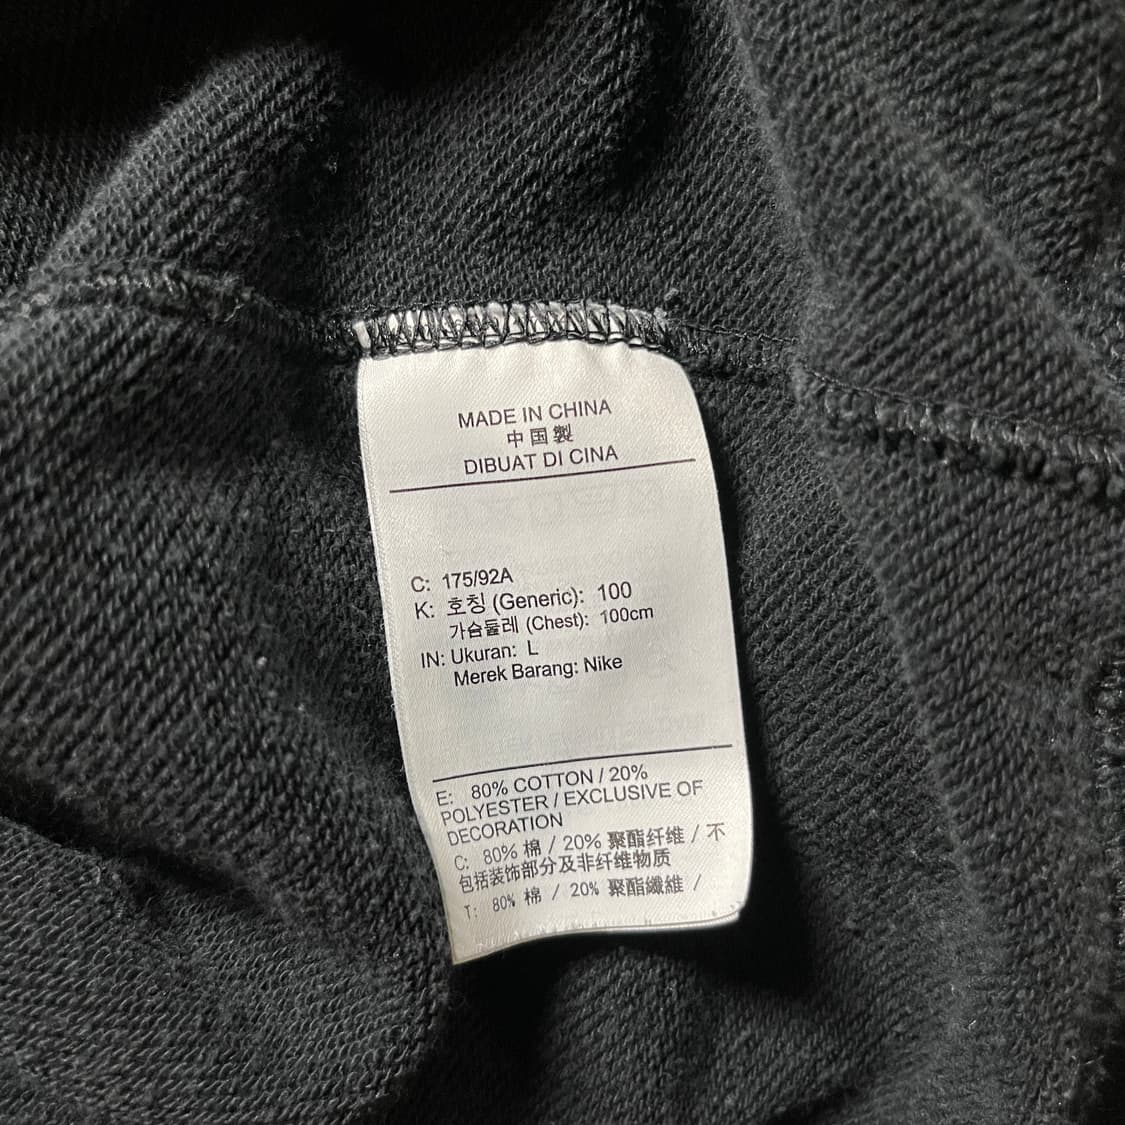 MADE IN CHINA
中国製
DIBUAT DI CINA
C: 175/92A
K: 호칭 (Generic): 100
가슴둘레 (Chest): 100cm
IN: Ukuran: L
Merek Barang: Nike
E: 80% COTTON / 20%
POLYESTER / EXCLUSIVE OF
DECORATION
C: 80% 棉 / 20% 聚酯纤维 / 不
包括装饰部分及非纤维物质
T: 80% 棉 / 20% 聚酯纖維 /